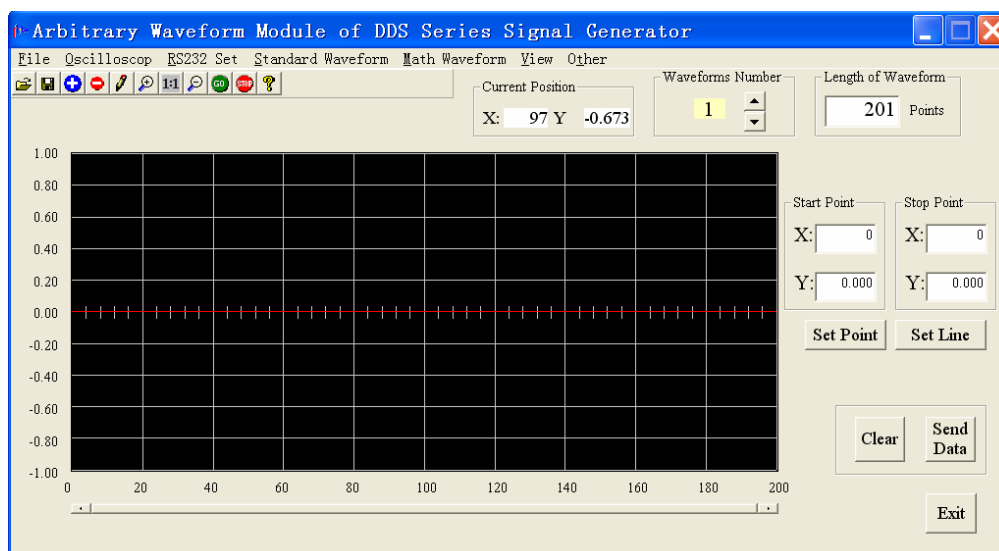 Arbitrary Waveform Module of DDS Series Signal Generator
File Oscilloscop RS232 Set Standard Waveform Math Waveform View Other
1:1 GO STOP ?
Current Position
X: 97 Y -0.673
Waveforms Number
1
Length of Waveform
201 Points
1.00
0.80
0.60
0.40
0.20
0.00
-0.20
-0.40
-0.60
-0.80
-1.00
0 20 40 60 80 100 120 140 160 180 200
Start Point
X: 0
Y: 0.000
Stop Point
X: 0
Y: 0.000
Set Point
Set Line
Clear
Send
Data
Exit